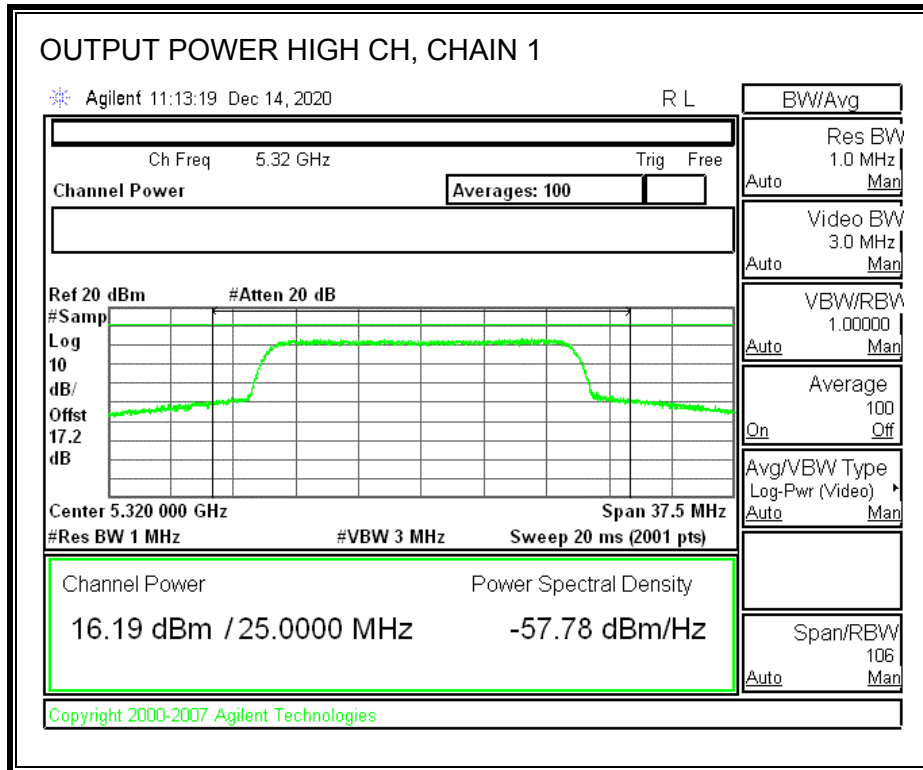 OUTPUT POWER HIGH CH, CHAIN 1
Agilent 11:13:19 Dec 14, 2020 R L
Ch Freq 5.32 GHz Trig Free
Channel Power Averages: 100
Ref 20 dBm #Atten 20 dB
#Samp
Log
10
dB/
Offst
17.2
dB
Center 5.320 000 GHz Span 37.5 MHz
#Res BW 1 MHz #VBW 3 MHz Sweep 20 ms (2001 pts)
Channel Power Power Spectral Density
16.19 dBm / 25.0000 MHz -57.78 dBm/Hz
Copyright 2000-2007 Agilent Technologies
BW/Avg
Res BW
1.0 MHz
Auto Man
Video BW
3.0 MHz
Auto Man
VBW/RBW
1.00000
Auto Man
Average
100
On Off
Avg/VBW Type
Log-Pwr (Video)
Auto Man
Span/RBW
106
Auto Man